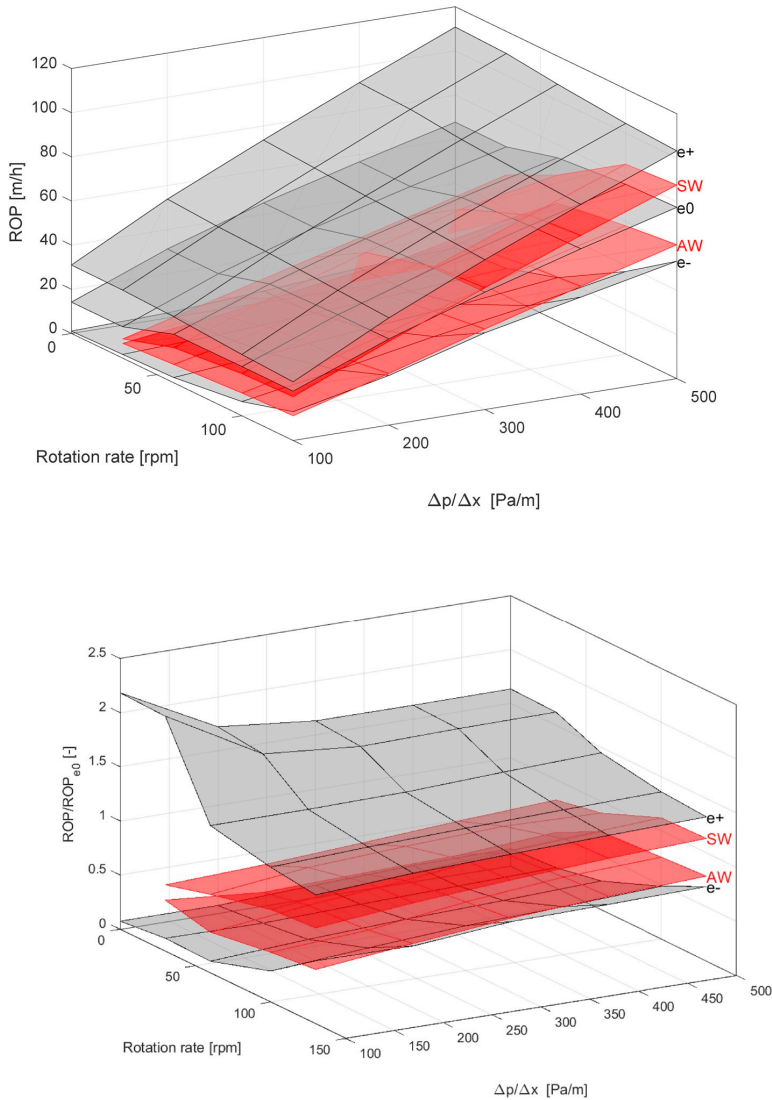 120
100
80
60
40
20
0
ROP [m/h]
0
50
100
Rotation rate [rpm]
100
200
300
400
500
Δp/Δx [Pa/m]
e+
SW
e0
AW
e-
2.5
2
1.5
1
0.5
0
ROP/ROPe0 [-]
0
50
100
150
Rotation rate [rpm]
100
150
200
250
300
350
400
450
500
Δp/Δx [Pa/m]
e+
SW
AW
e-